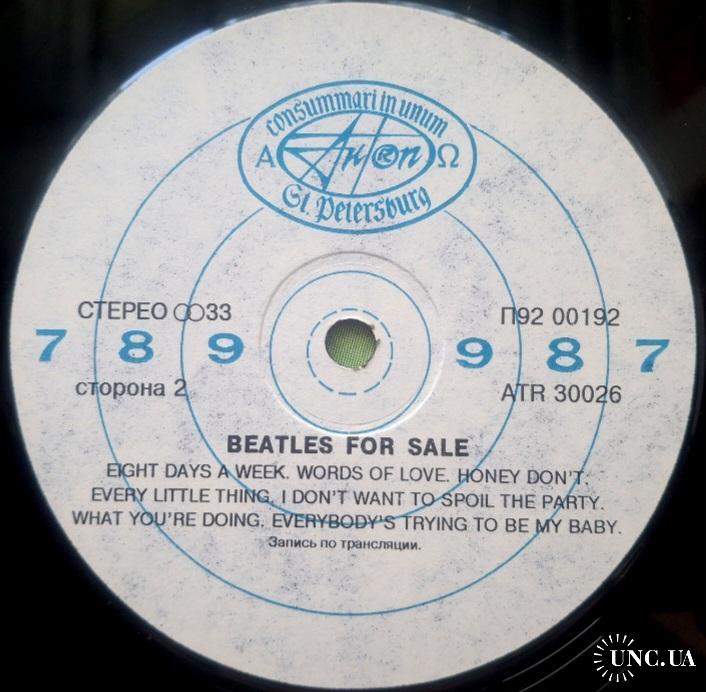 consummari in unum
Α АнTроп Ω
St. Petersburg
СТЕРЕО 33
П92 00192
7 8 9 9 8 7
сторона 2
ATR 30026
BEATLES FOR SALE
EIGHT DAYS A WEEK. WORDS OF LOVE. HONEY DON'T.
EVERY LITTLE THING. I DON'T WANT TO SPOIL THE PARTY.
WHAT YOU'RE DOING. EVERYBODY'S TRYING TO BE MY BABY.
Запись по трансляции.
UNC.UA